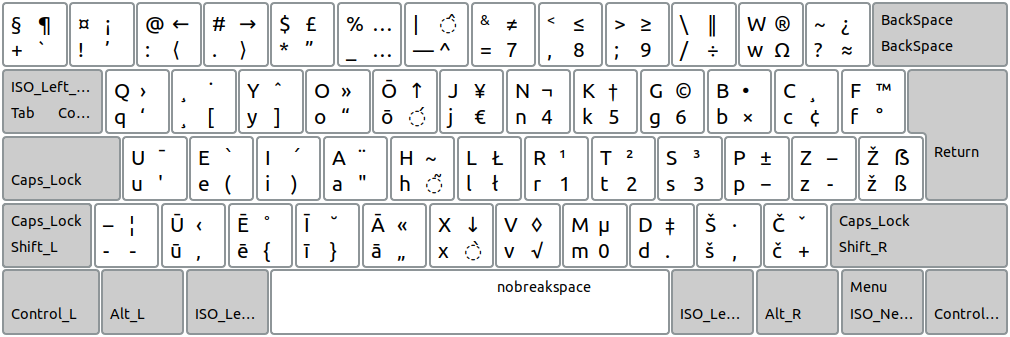 § ¶ ¤ ¡ @ ← # → $ £ % … | ◌̂ & ≠ < ≤ > ≥ \ ‖ W ® ~ ¿ BackSpace
+ ` ! ’ : ⟨ . ⟩ * ” _ … — ^ = 7 , 8 ; 9 / ÷ w Ω ? ≈ BackSpace
ISO_Left_... Q › ¸ ˙ Y ˆ O » Ō ↑ J ¥ N ¬ K † G © B • C ¸ F ™
Tab Co... q ‘ , [ y ] o “ ō ◌́ j € n 4 k 5 g 6 b × c ¢ f °
U ¯ E ` I ´ A ¨ H ~ L Ł R ¹ T ² S ³ P ± Z – Ž ẞ Return
Caps_Lock u ' e ( i ) a " h ◌̃ l ł r 1 t 2 s 3 p − z - ž ß
Caps_Lock – ¦ Ū ‹ Ē ˚ Ī ˘ Ā « X ↓ V ◊ M µ D ‡ Š · Č ˇ Caps_Lock
Shift_L - - ū ‚ ē { ī } ā „ x ◌̀ v √ m 0 d . š , č + Shift_R
nobreakspace Menu
Control_L Alt_L ISO_Le... ISO_Le... Alt_R ISO_Ne... Control...